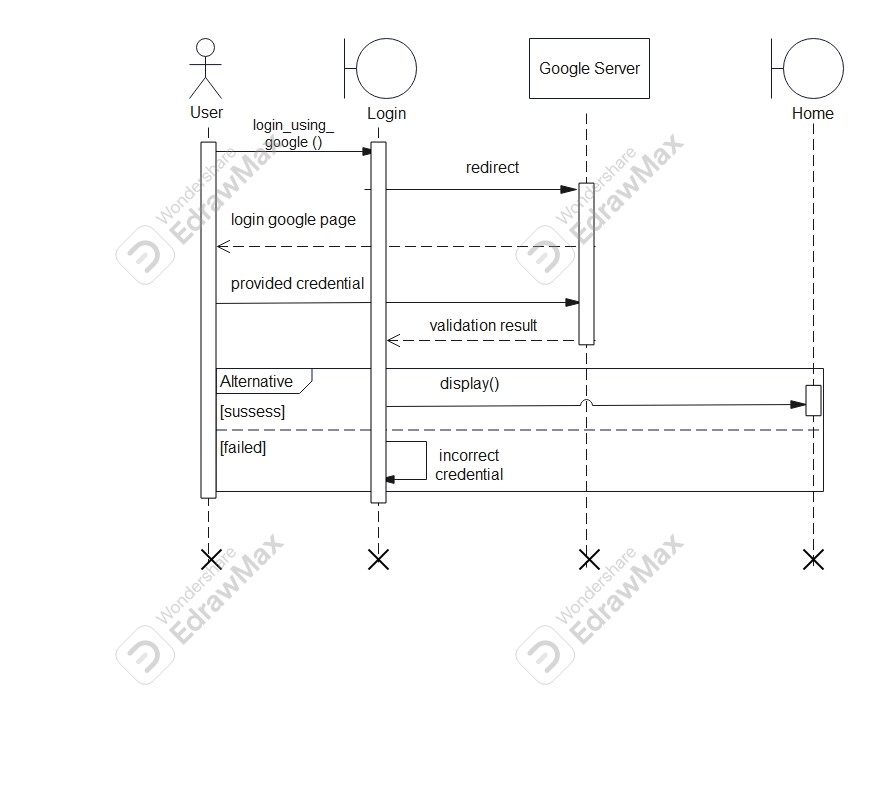 Google Server
User
Login
Home
login_using_
google ()
redirect
login google page
provided credential
validation result
Alternative
display()
[sussess]
[failed]
incorrect
credential
Wondershare
EdrawMax
Wondershare
EdrawMax
Wondershare
EdrawMax
Wondershare
EdrawMax